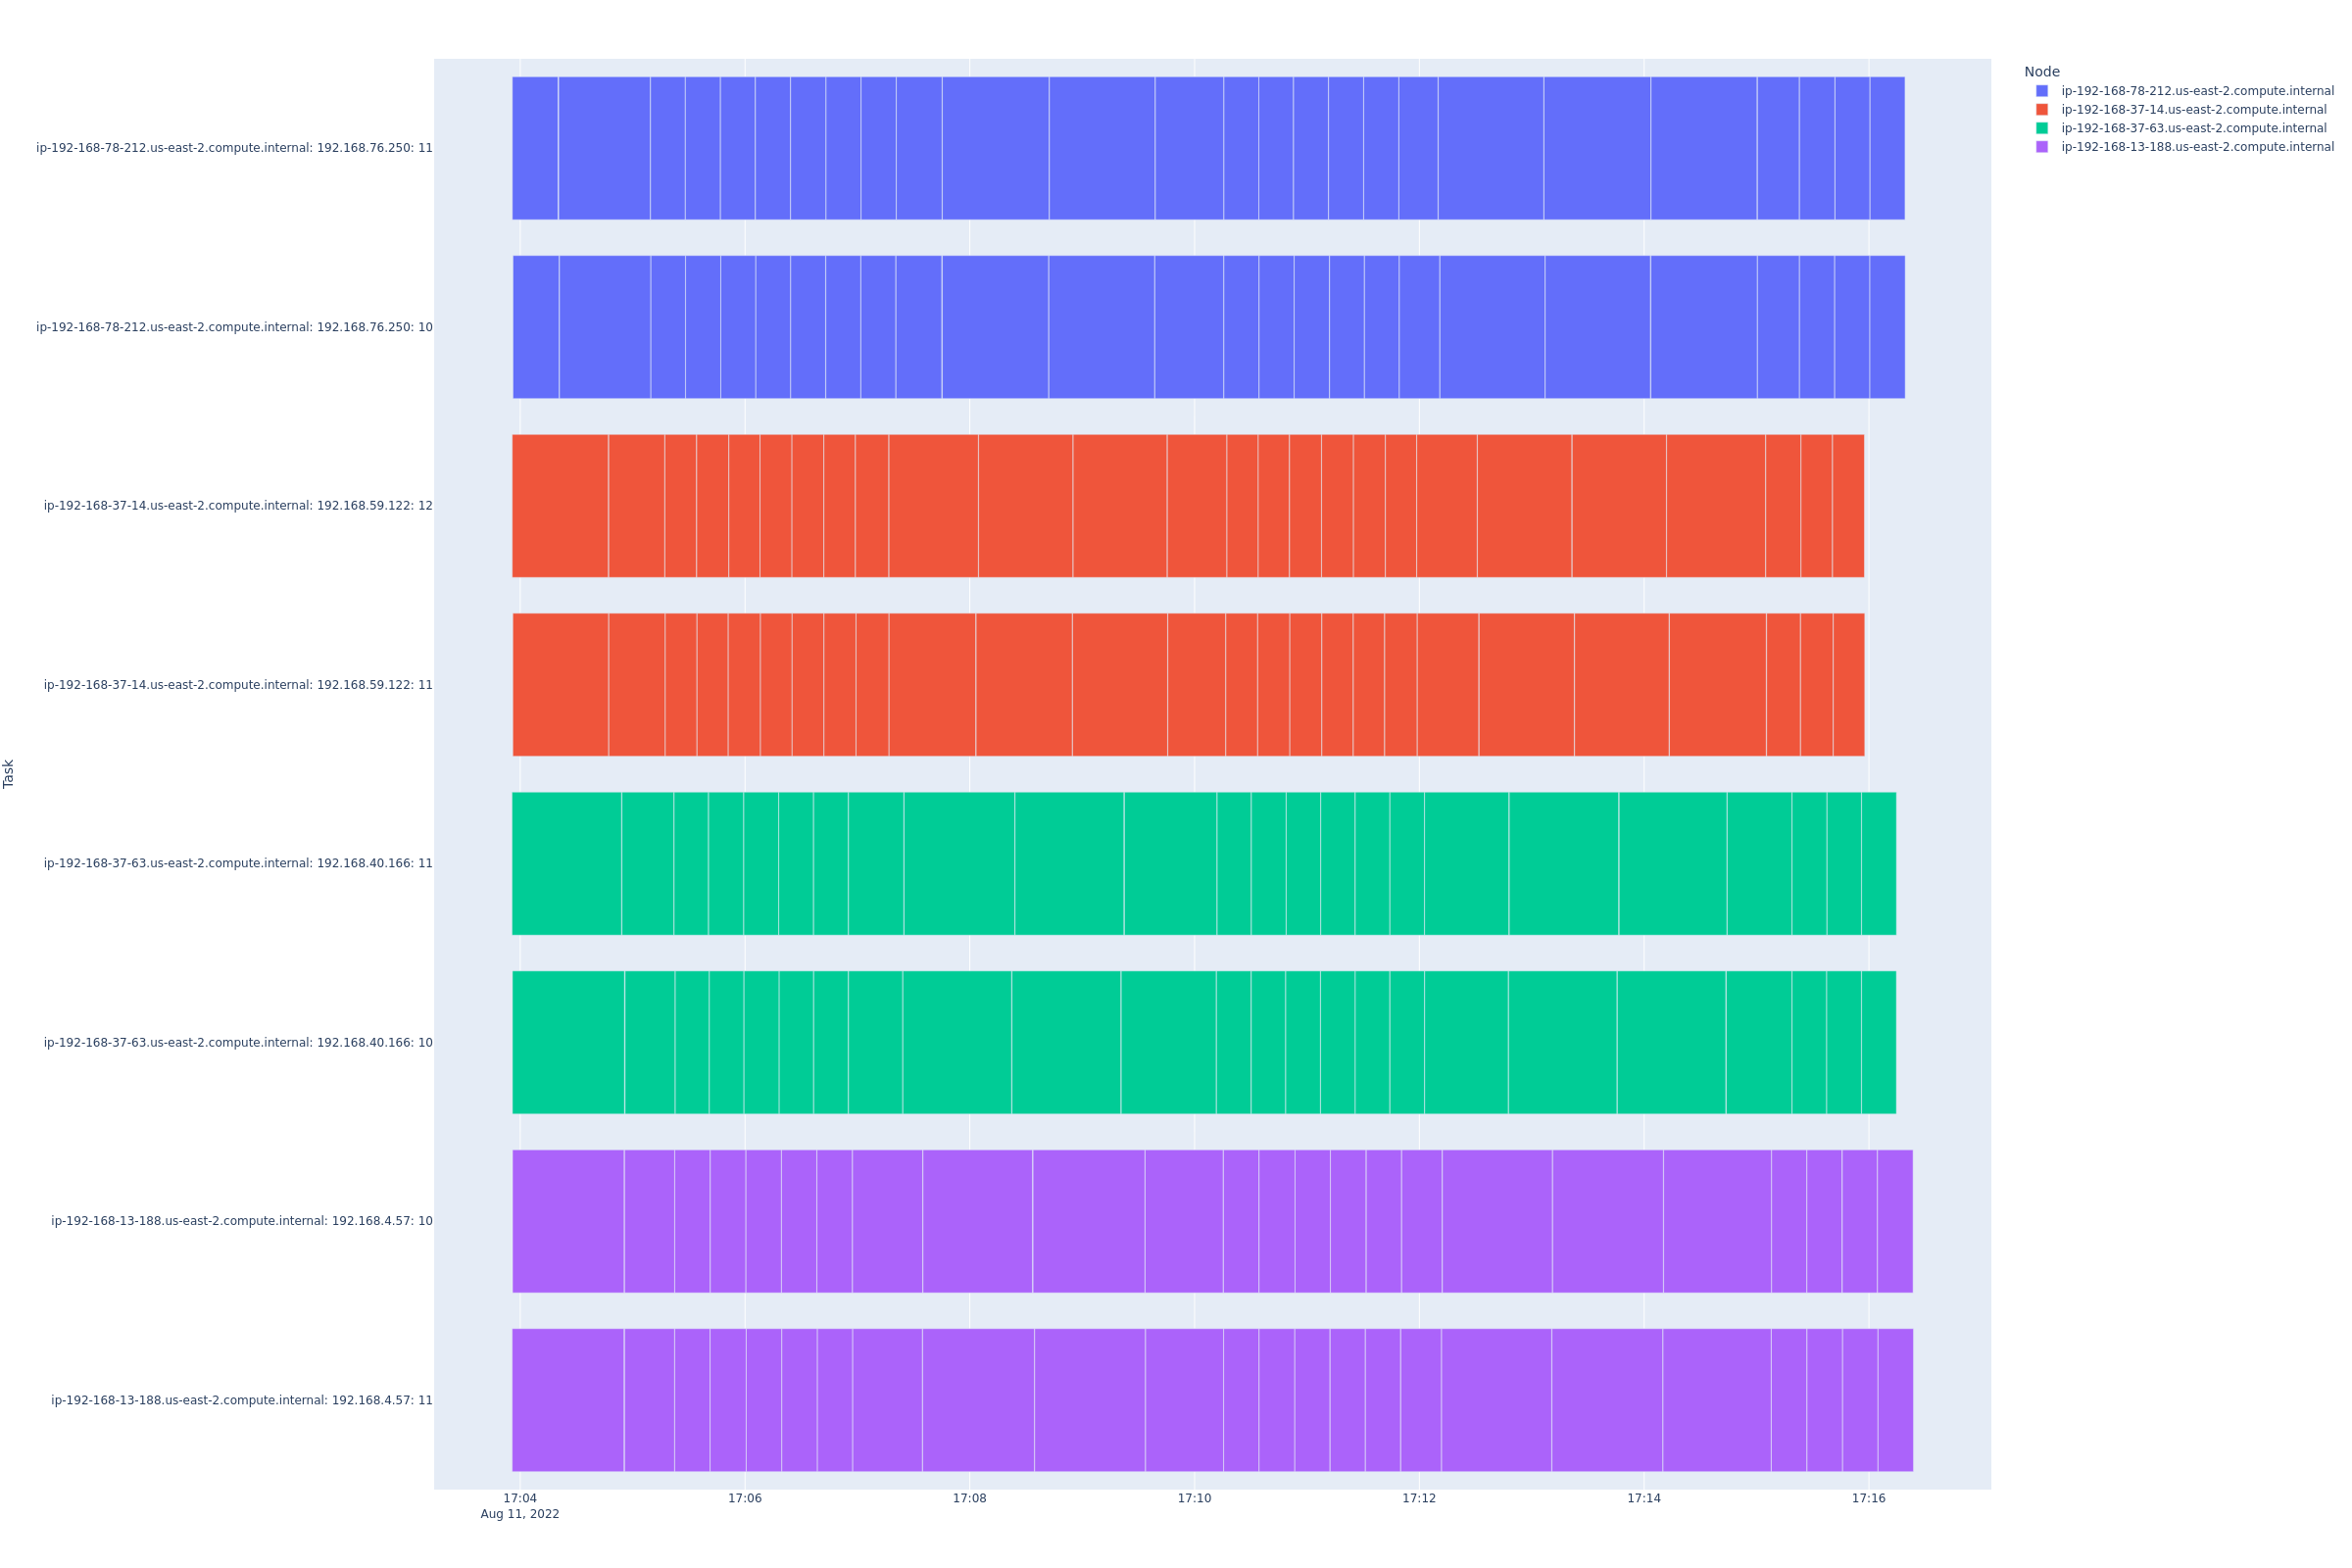 Node
ip-192-168-78-212.us-east-2.compute.internal
ip-192-168-37-14.us-east-2.compute.internal
ip-192-168-37-63.us-east-2.compute.internal
ip-192-168-13-188.us-east-2.compute.internal
ip-192-168-78-212.us-east-2.compute.internal: 192.168.76.250: 11
ip-192-168-78-212.us-east-2.compute.internal: 192.168.76.250: 10
ip-192-168-37-14.us-east-2.compute.internal: 192.168.59.122: 12
ip-192-168-37-14.us-east-2.compute.internal: 192.168.59.122: 11
Task
ip-192-168-37-63.us-east-2.compute.internal: 192.168.40.166: 11
ip-192-168-37-63.us-east-2.compute.internal: 192.168.40.166: 10
ip-192-168-13-188.us-east-2.compute.internal: 192.168.4.57: 10
ip-192-168-13-188.us-east-2.compute.internal: 192.168.4.57: 11
17:04 17:06 17:08 17:10 17:12 17:14 17:16
Aug 11, 2022